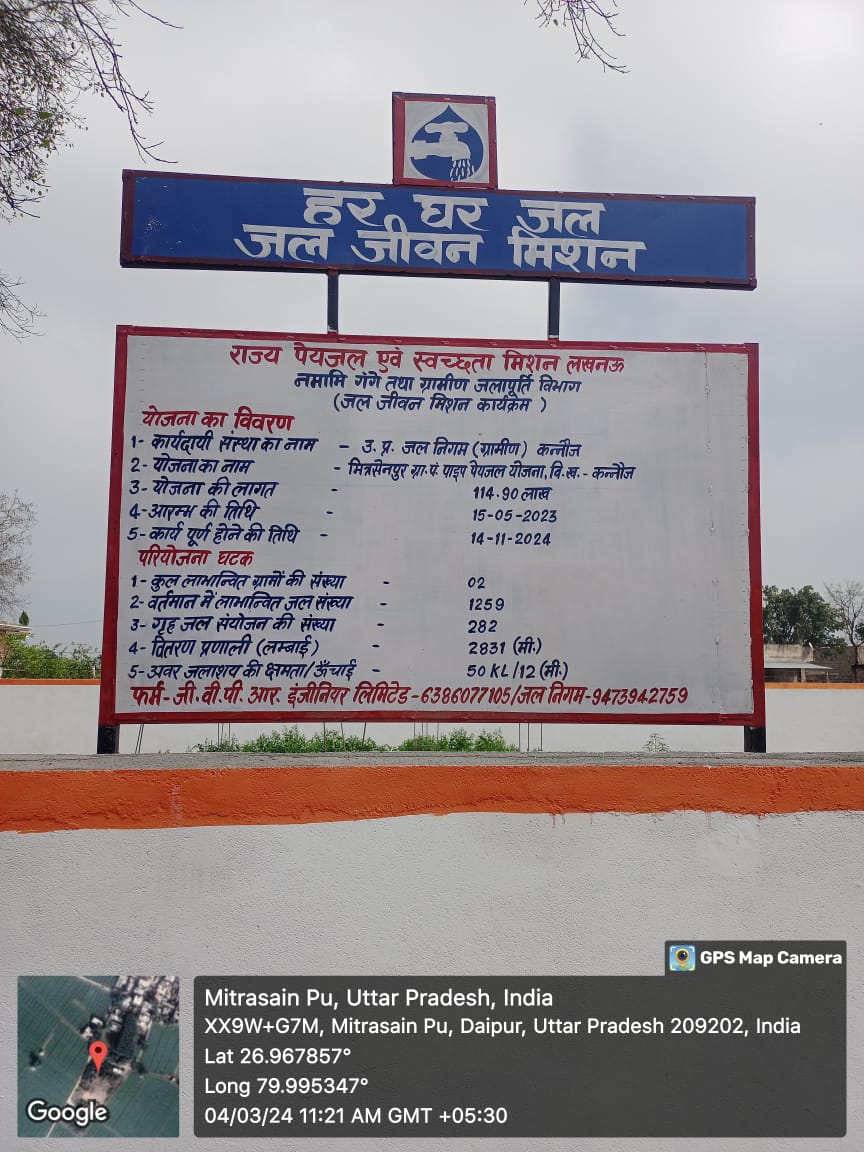 हर घर जल
जल जीवन मिशन
राज्य पेयजल एवं स्वच्छता मिशन लखनऊ
नमामि गंगे तथा ग्रामीण जलापूर्ति विभाग
(जल जीवन मिशन कार्यक्रम )
योजना का विवरण
1- कार्यदायी संस्था का नाम - उ. प्र. जल निगम (ग्रामीण) कन्नौज
2- योजना का नाम - मित्रसेनपुर ग्रा.पं. पाइप पेयजल योजना, वि.ख. - कन्नौज
3- योजना की लागत - 114.90 लाख
4- आरम्भ की तिथि - 15-05-2023
5- कार्य पूर्ण होने की तिथि - 14-11-2024
परियोजना घटक
1- कुल लाभान्वित ग्रामों की संख्या - 02
2- वर्तमान में लाभान्वित जल संख्या - 1259
3- गृह जल संयोजन की संख्या - 282
4- वितरण प्रणाली (लम्बाई) - 2831 (मी.)
5- अवर जलाशय की क्षमता/ऊँचाई - 50 KL/12 (मी.)
फर्म- जी. वी. पी. आर. इंजीनियर लिमिटेड - 6386077105/जल निगम-9473942759
GPS Map Camera
Mitrasain Pu, Uttar Pradesh, India
XX9W+G7M, Mitrasain Pu, Daipur, Uttar Pradesh 209202, India
Lat 26.967857°
Long 79.995347°
04/03/24 11:21 AM GMT +05:30
Google